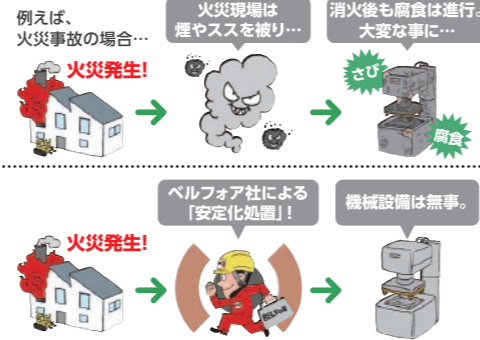 例えば、
火災事故の場合…
火災発生!
火災現場は
煙やススを被り…
消火後も腐食は進行。
大変な事に…
さび
腐食
火災発生!
ベルフォア社による
「安定化処置」!
BELFOR
機械設備は無事。